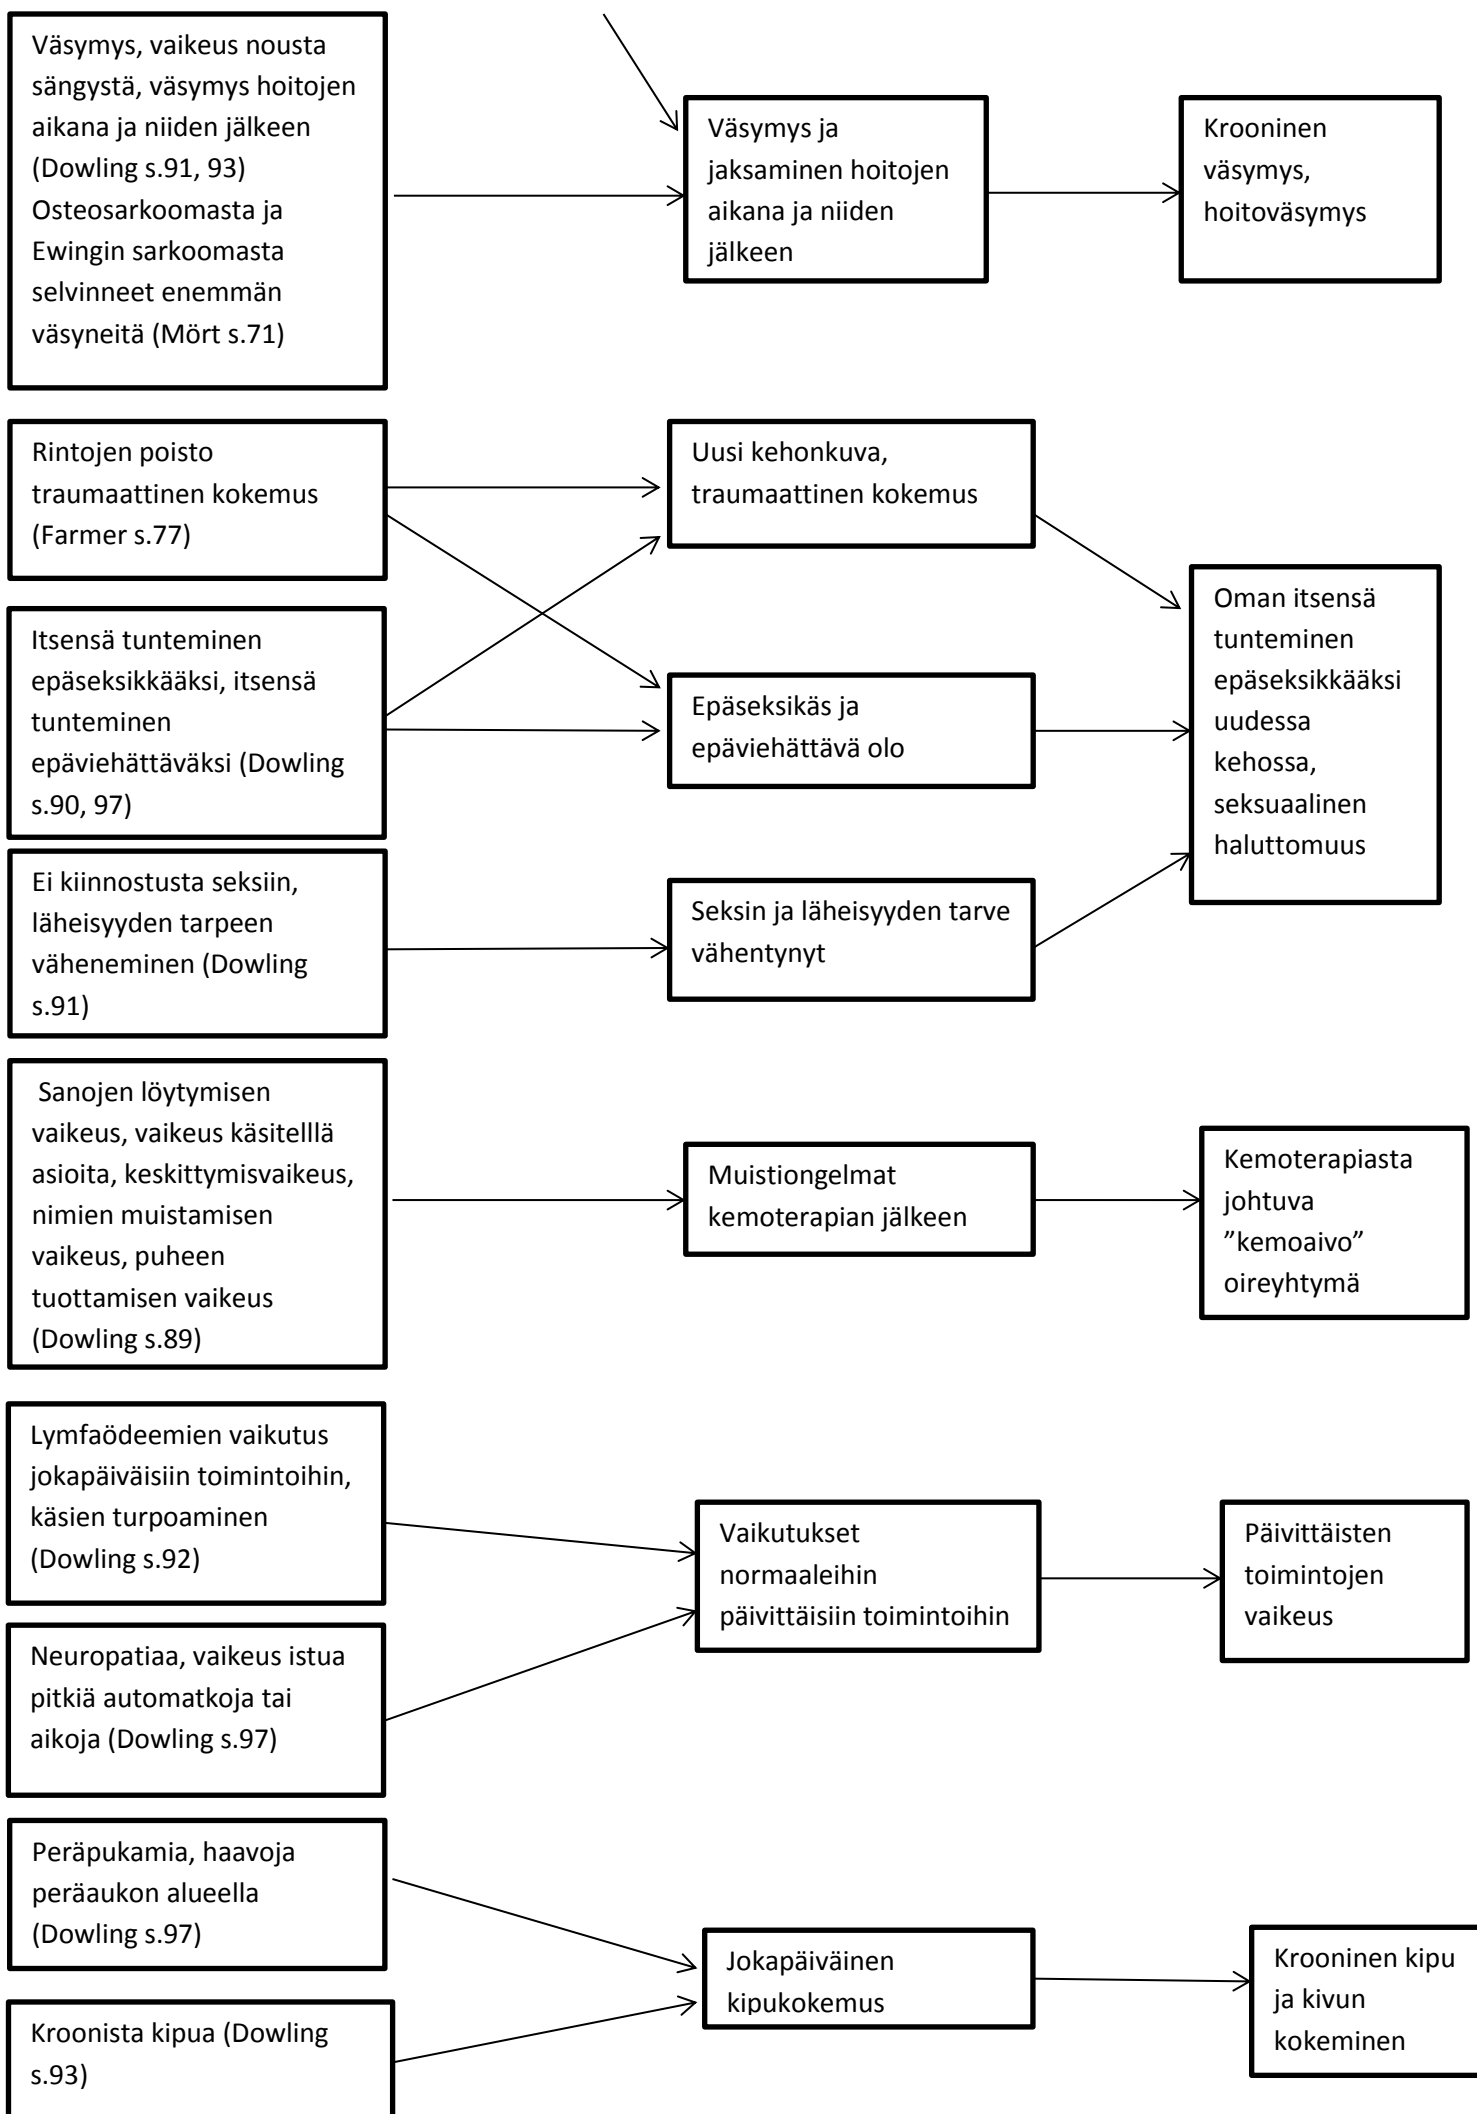 Väsymys, vaikeus nousta
sängystä, väsymys hoitojen
aikana ja niiden jälkeen
(Dowling s.91, 93)
Osteosarkoomasta ja
Ewingin sarkoomasta
selvinneet enemmän
väsyneitä (Mört s.71)
Väsymys ja
jaksaminen hoitojen
aikana ja niiden
jälkeen
Krooninen
väsymys,
hoitoväsymys
Rintojen poisto
traumaattinen kokemus
(Farmer s.77)
Uusi kehonkuva,
traumaattinen kokemus
Itsensä tunteminen
epäseksikkääksi, itsensä
tunteminen
epäviehättäväksi (Dowling
s.90, 97)
Epäseksikäs ja
epäviehättävä olo
Oman itsensä
tunteminen
epäseksikkääksi
uudessa
kehossa,
seksuaalinen
haluttomuus
Ei kiinnostusta seksiin,
läheisyyden tarpeen
väheneminen (Dowling
s.91)
Seksin ja läheisyyden tarve
vähentynyt
Sanojen löytymisen
vaikeus, vaikeus käsitelllä
asioita, keskittymisvaikeus,
nimien muistamisen
vaikeus, puheen
tuottamisen vaikeus
(Dowling s.89)
Muistiongelmat
kemoterapian jälkeen
Kemoterapiasta
johtuva
”kemoaivo”
oireyhtymä
Lymfaödeemien vaikutus
jokapäiväisiin toimintoihin,
käsien turpoaminen
(Dowling s.92)
Vaikutukset
normaaleihin
päivittäisiin toimintoihin
Päivittäisten
toimintojen
vaikeus
Neuropatiaa, vaikeus istua
pitkiä automatkoja tai
aikoja (Dowling s.97)
Peräpukamia, haavoja
peräaukon alueella
(Dowling s.97)
Jokapäiväinen
kipukokemus
Krooninen kipu
ja kivun
kokeminen
Kroonista kipua (Dowling
s.93)